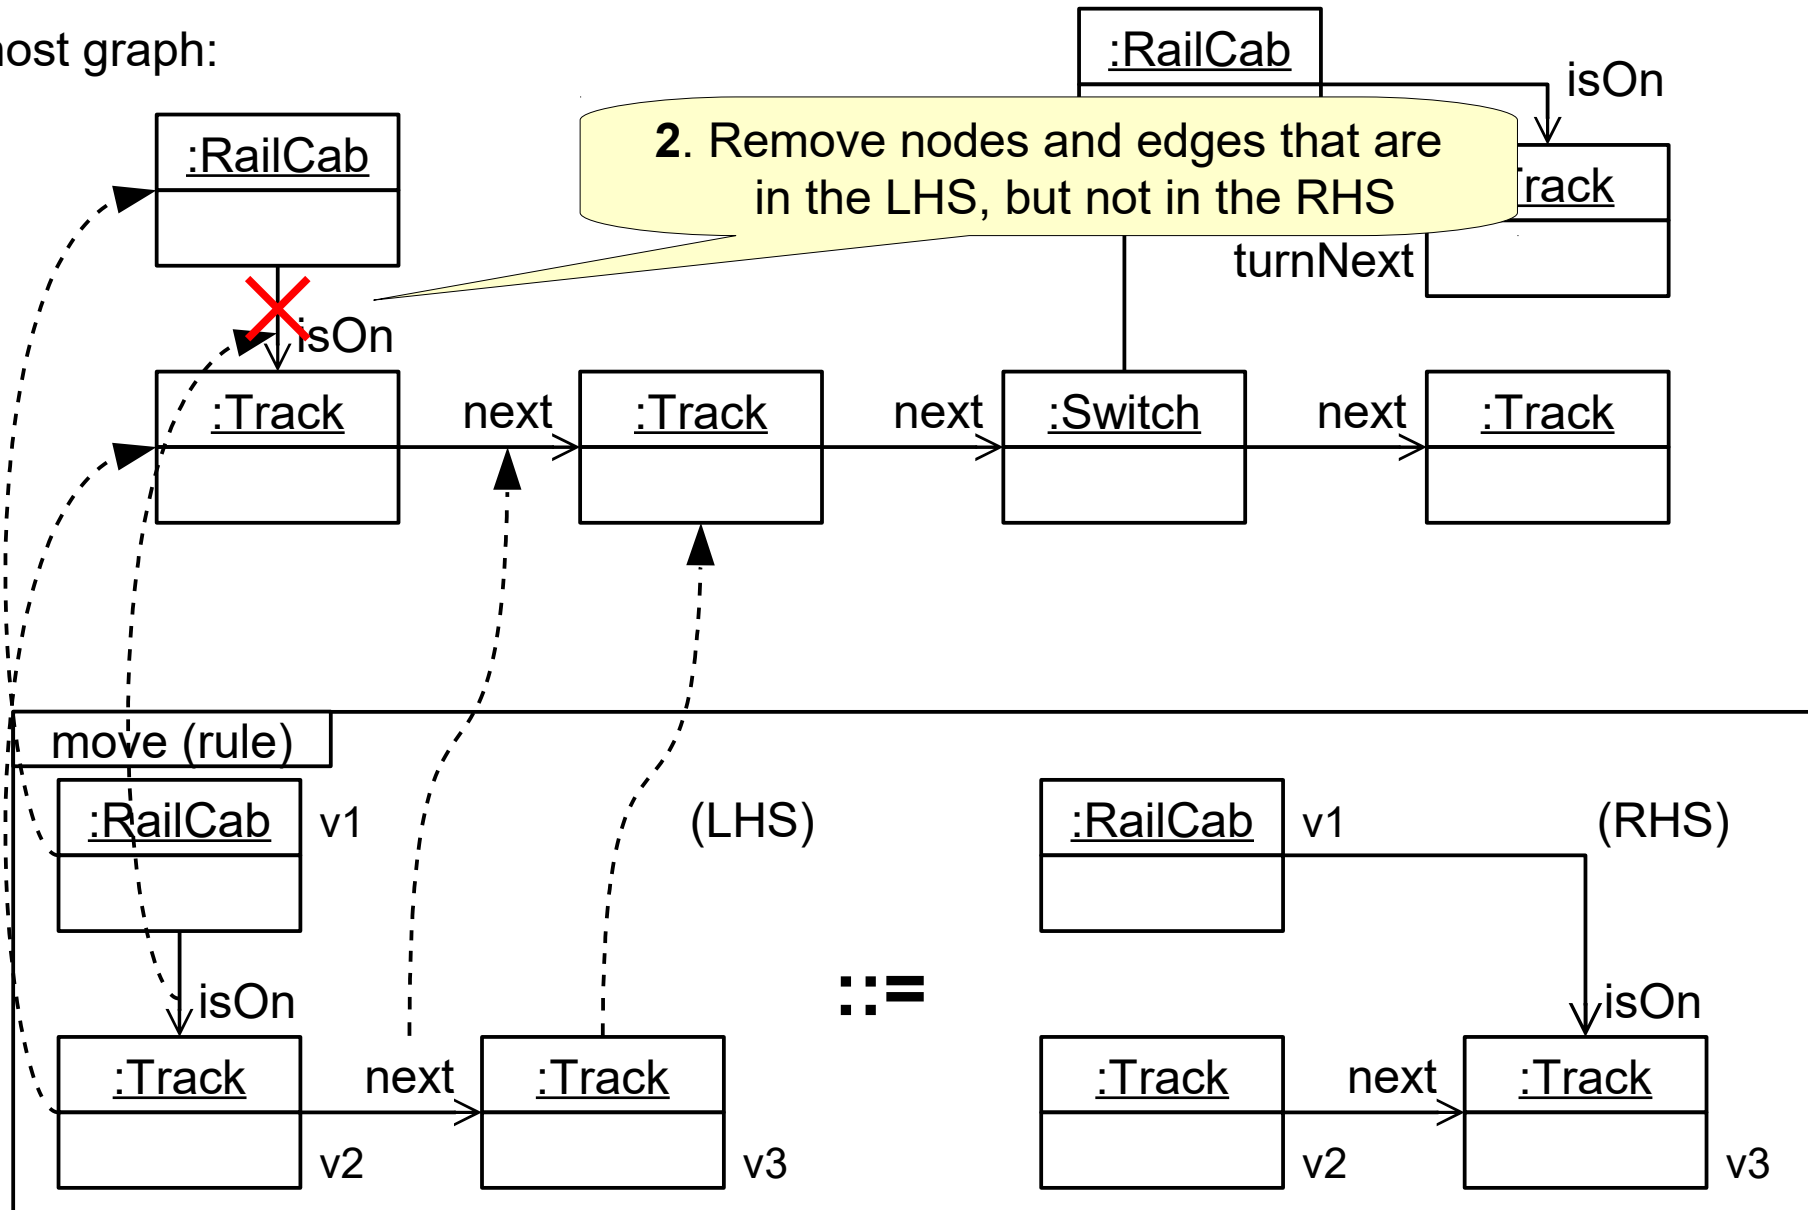 host graph:
:RailCab
isOn
:RailCab
2. Remove nodes and edges that are
in the LHS, but not in the RHS
Track
turnNext
isOn
:Track
next
:Track
next
:Switch
next
:Track
move (rule)
:RailCab
v1
(LHS)
:RailCab
v1
(RHS)
isOn
::=
isOn
:Track
next
:Track
:Track
next
:Track
v2
v3
v2
v3